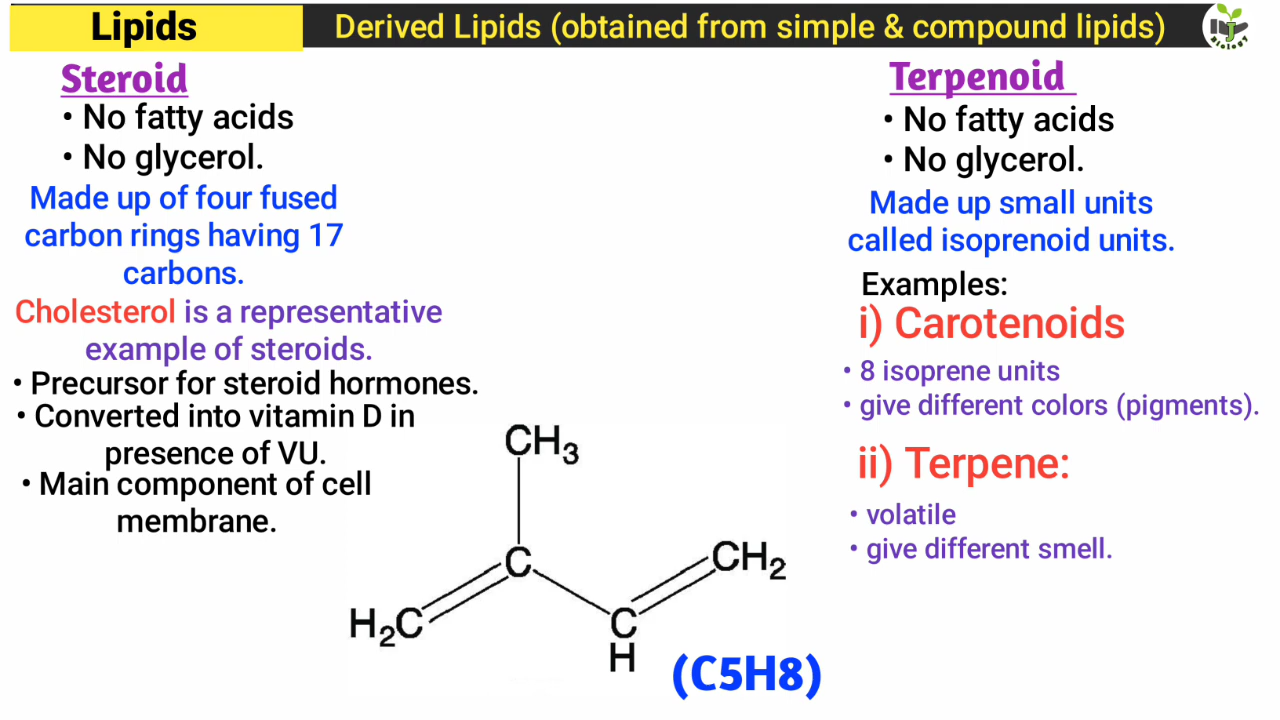 Lipids
Derived Lipids (obtained from simple & compound lipids)
Biology
Steroid
• No fatty acids
• No glycerol.
Made up of four fused
carbon rings having 17
carbons.
Cholesterol is a representative
example of steroids.
• Precursor for steroid hormones.
• Converted into vitamin D in
presence of VU.
• Main component of cell
membrane.
CH3
C
CH2
H2C
C
H
(C5H8)
Terpenoid
• No fatty acids
• No glycerol.
Made up small units
called isoprenoid units.
Examples:
i) Carotenoids
• 8 isoprene units
• give different colors (pigments).
ii) Terpene:
• volatile
• give different smell.